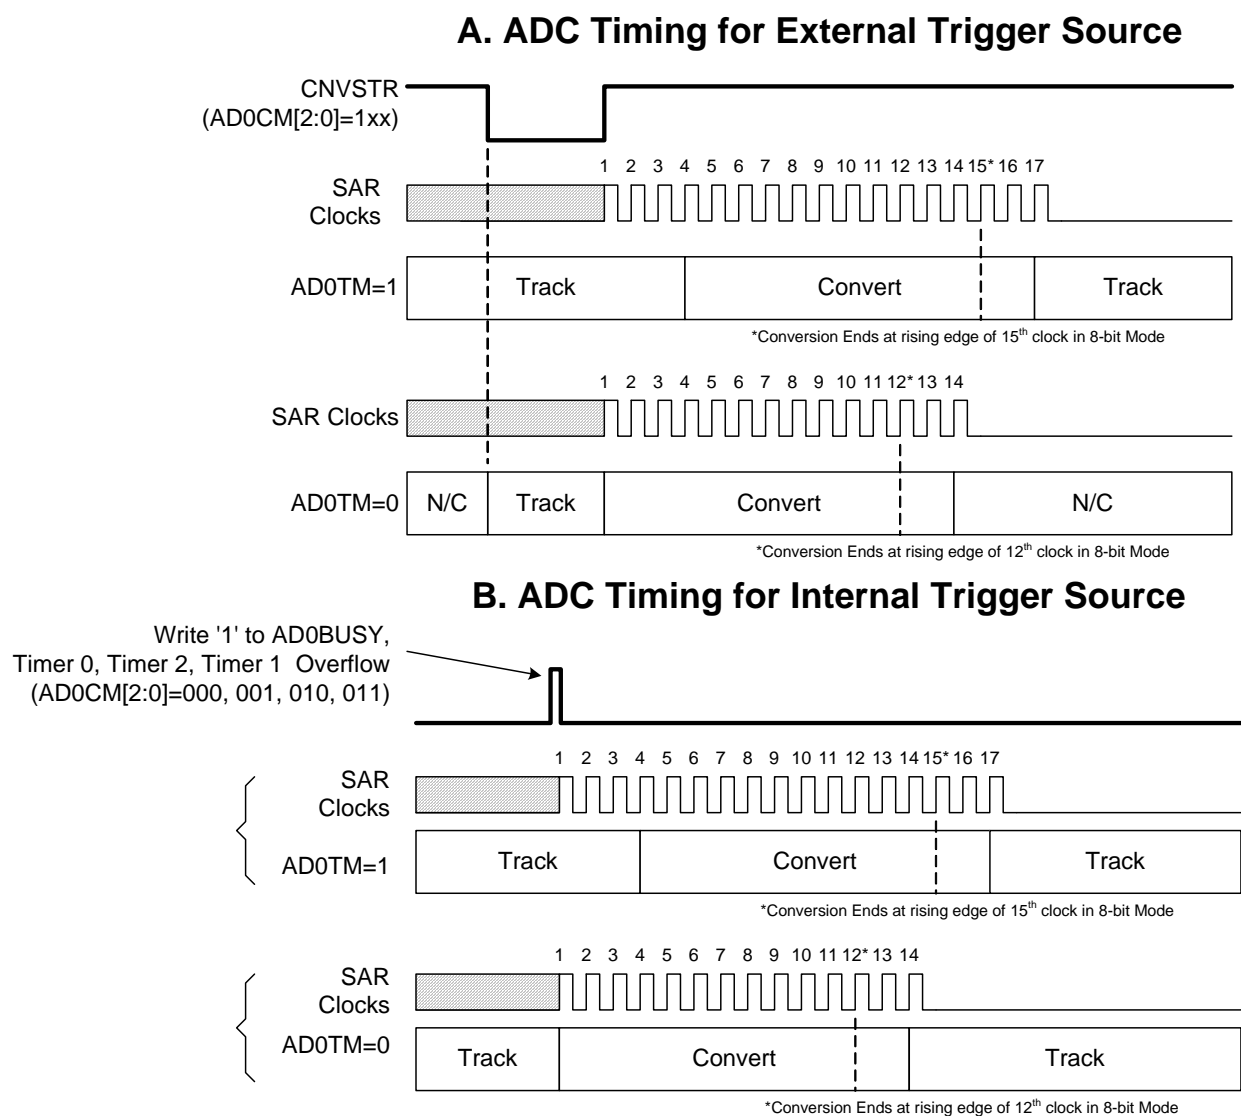 A. ADC Timing for External Trigger Source
CNVSTR
(AD0CM[2:0]=1xx)
1 2 3 4 5 6 7 8 9 10 11 12 13 14 15* 16 17
SAR
Clocks
AD0TM=1
Track
Convert
Track
*Conversion Ends at rising edge of 15th clock in 8-bit Mode
1 2 3 4 5 6 7 8 9 10 11 12* 13 14
SAR Clocks
AD0TM=0
N/C
Track
Convert
N/C
*Conversion Ends at rising edge of 12th clock in 8-bit Mode
B. ADC Timing for Internal Trigger Source
Write '1' to AD0BUSY,
Timer 0, Timer 2, Timer 1 Overflow
(AD0CM[2:0]=000, 001, 010, 011)
1 2 3 4 5 6 7 8 9 10 11 12 13 14 15* 16 17
SAR
Clocks
AD0TM=1
Track
Convert
Track
*Conversion Ends at rising edge of 15th clock in 8-bit Mode
1 2 3 4 5 6 7 8 9 10 11 12* 13 14
SAR
Clocks
AD0TM=0
Track
Convert
Track
*Conversion Ends at rising edge of 12th clock in 8-bit Mode